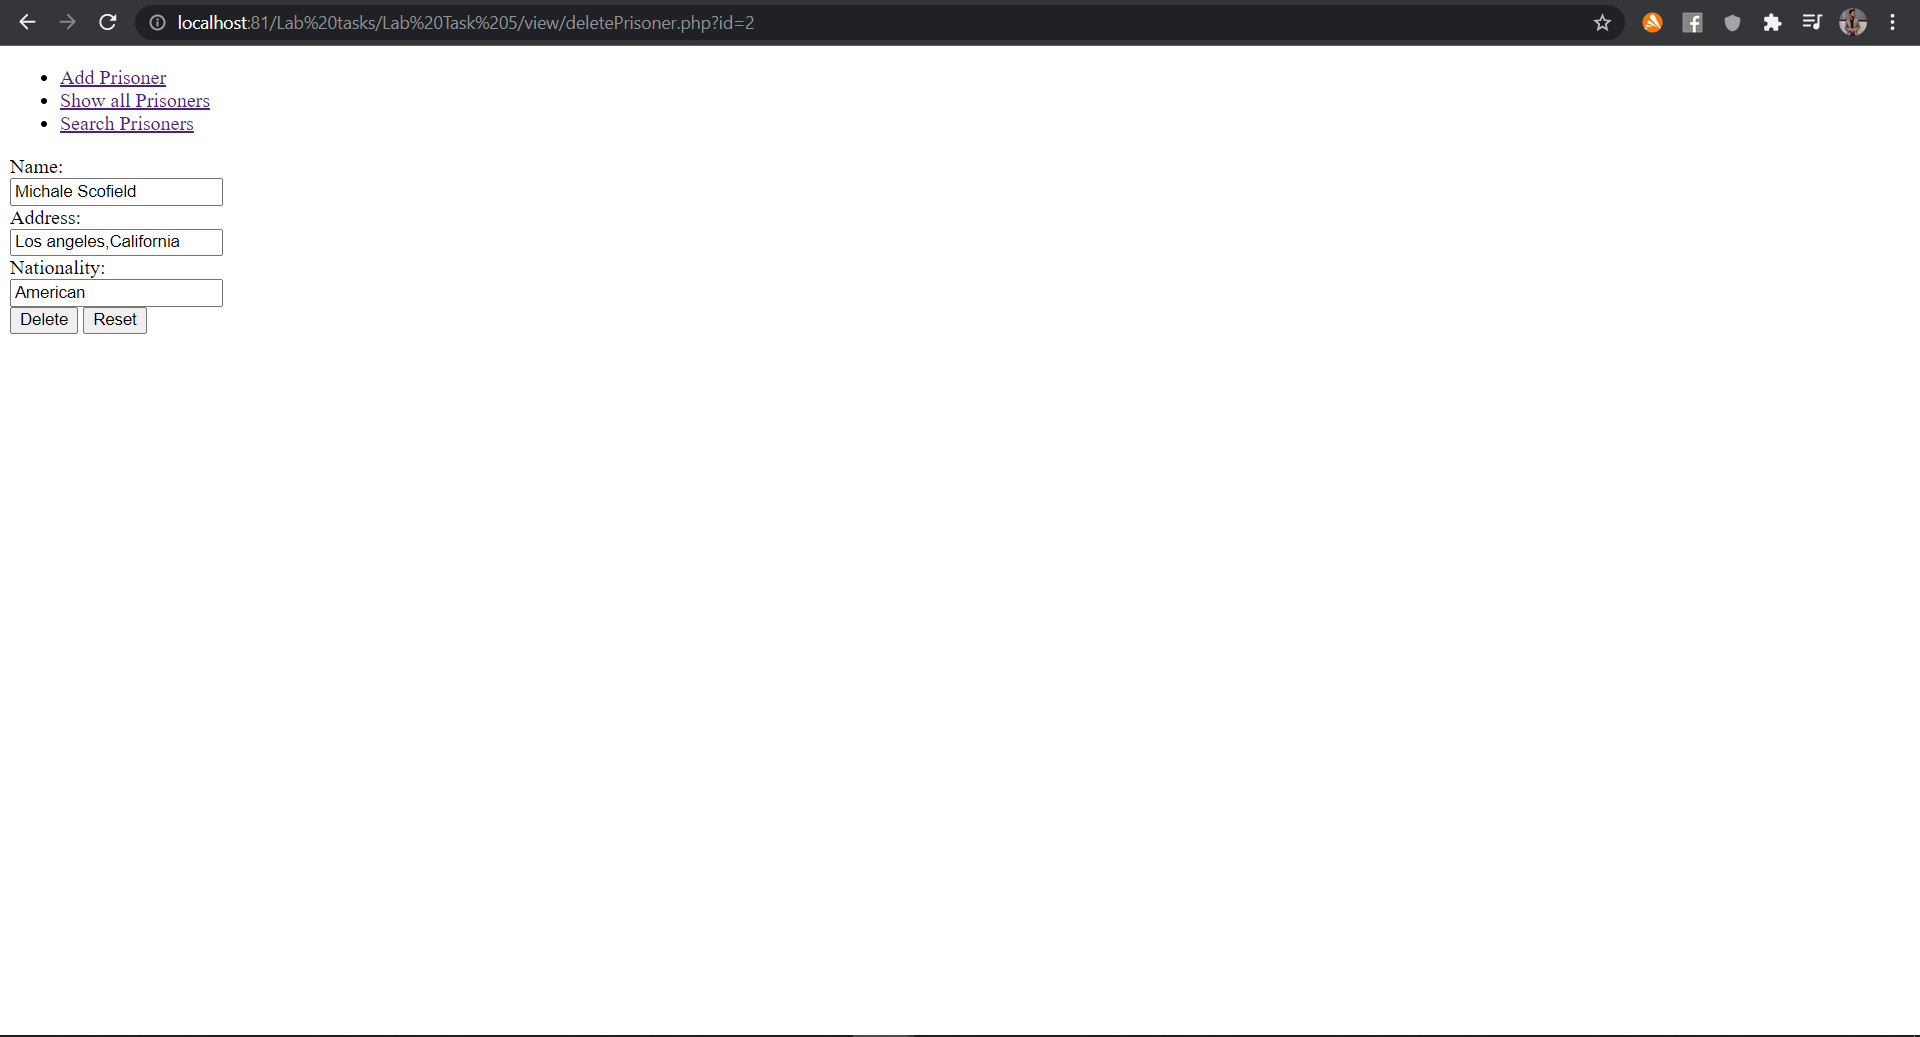 localhost:81/Lab%20tasks/Lab%20Task%205/view/deletePrisoner.php?id=2
Add Prisoner
Show all Prisoners
Search Prisoners
Name:
Michale Scofield
Address:
Los angeles,California
Nationality:
American
Delete Reset